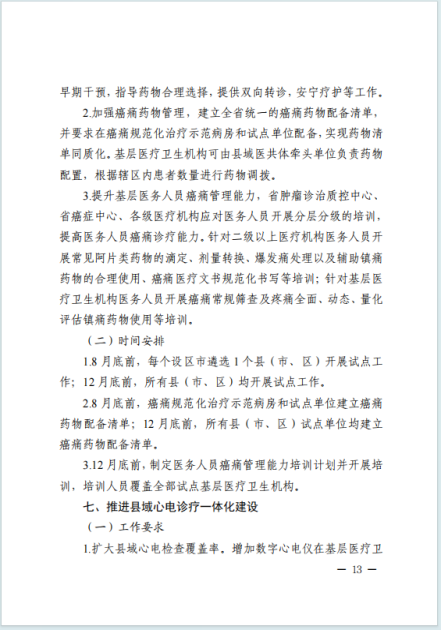 早期干预，指导药物合理选择，提供双向转诊，安宁疗护等工作。
2.加强癌痛药物管理，建立全省统一的癌痛药物配备清单，
并要求在癌痛规范化治疗示范病房和试点单位配备，实现药物清
单同质化。基层医疗卫生机构可由县域医共体牵头单位负责药物
配置，根据辖区内患者数量进行药物调拨。
3.提升基层医务人员癌痛管理能力，省肿瘤诊治质控中心、
省癌症中心、各级医疗机构应对医务人员开展分层分级的培训，
提高医务人员癌痛诊疗能力。针对二级以上医疗机构医务人员开
展常见阿片类药物的滴定、剂量转换、爆发痛处理以及辅助镇痛
药物的合理使用、癌痛医疗文书规范化书写等培训；针对基层医
疗卫生机构医务人员开展癌痛常规筛查及疼痛全面、动态、量化
评估镇痛药物使用等培训。
（二）时间安排
1.8 月底前，每个设区市遴选 1 个县（市、区）开展试点工
作；12 月底前，所有县（市、区）均开展试点工作。
2.8 月底前，癌痛规范化治疗示范病房和试点单位建立癌痛
药物配备清单；12 月底前，所有县（市、区）试点单位均建立
癌痛药物配备清单。
3.12 月底前，制定医务人员癌痛管理能力培训计划并开展培
训，培训人员覆盖全部试点基层医疗卫生机构。
七、推进县域心电诊疗一体化建设
（一）工作要求
1.扩大县域心电检查覆盖率。增加数字心电仪在基层医疗卫
— 13 —